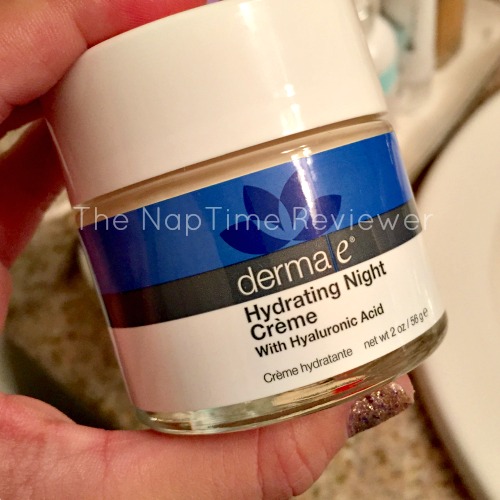 The NapTime Reviewer
derma e®
Hydrating Night
Crème
With Hyaluronic Acid
Crème hydratante net wt 2 oz / 56 g e